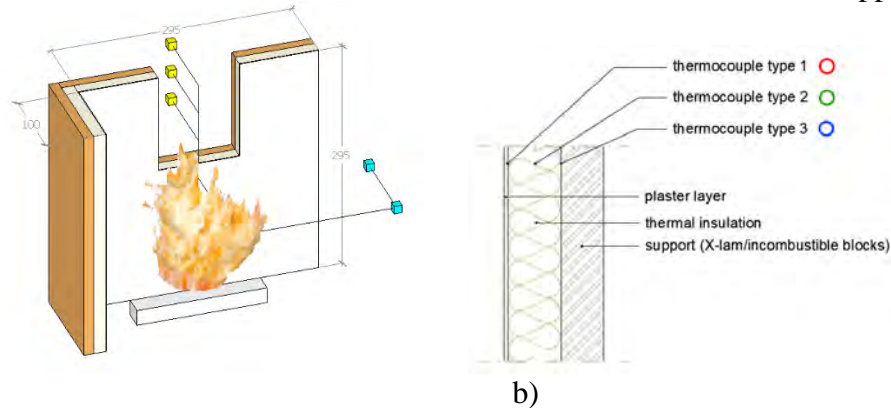 295
100
295
thermocouple type 1
thermocouple type 2
thermocouple type 3
plaster layer
thermal insulation
support (X-lam/incombustible blocks)
b)